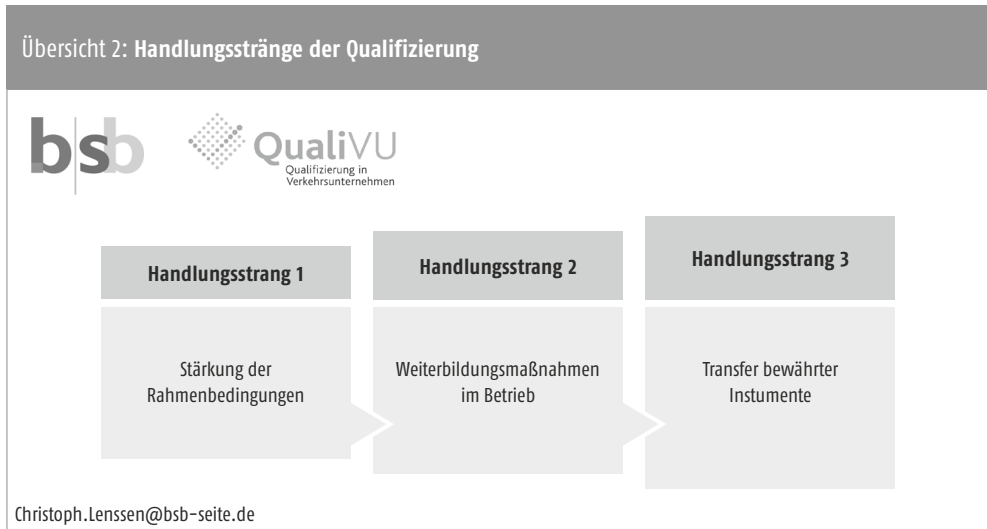 Übersicht 2: Handlungsstränge der Qualifizierung
bsb
QualiVU
Qualifizierung in
Verkehrsunternehmen
Handlungsstrang 1
Stärkung der
Rahmenbedingungen
Handlungsstrang 2
Weiterbildungsmaßnahmen
im Betrieb
Handlungsstrang 3
Transfer bewährter
Instumente
Christoph.Lenssen@bsb-seite.de